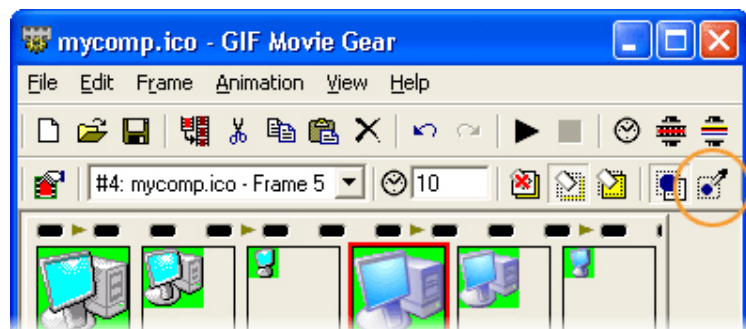 mycomp.ico - GIF Movie Gear
File Edit Frame Animation View Help
#4: mycomp.ico - Frame 5 10